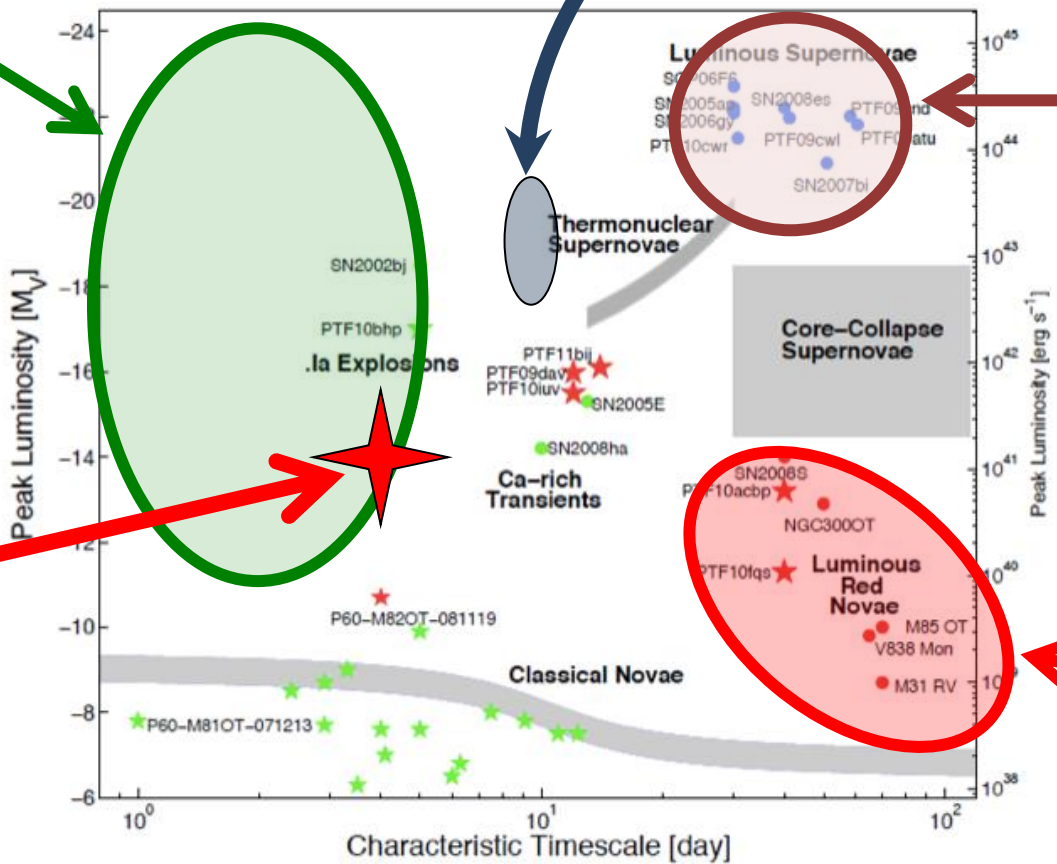 −24
−20
−18
−16
−14
−12
−10
−8
−6
Peak Luminosity [M_V]
10^45
10^44
10^43
10^42
10^41
10^40
10^38
Peak Luminosity [erg s^−1]
10^0
10^1
10^2
Characteristic Timescale [day]
Luminous Supernovae
SN2008es
SN2006gy
PTF09cwl
SN2007bi
Thermonuclear
Supernovae
SN2002bj
PTF10bhp
.Ia Explosions
Core−Collapse
Supernovae
PTF11bij
PTF09dav
PTF10iuv
SN2005E
SN2008ha
Ca−rich
Transients
SN2008S
PTF10acbp
NGC300OT
PTF10fqs
Luminous
Red
Novae
M85 OT
V838 Mon
M31 RV
P60−M82OT−081119
Classical Novae
P60−M81OT−071213